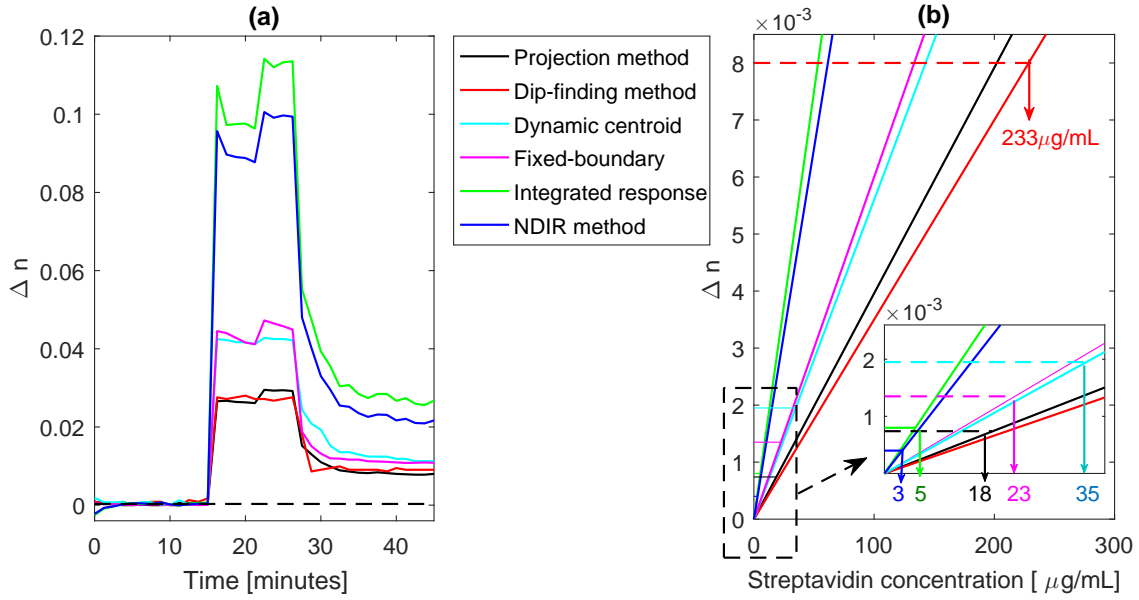 (a)
0.12
0.1
0.08
0.06
0.04
0.02
0
Δ n
0
10
20
30
40
Time [minutes]
Projection method
Dip-finding method
Dynamic centroid
Fixed-boundary
Integrated response
NDIR method
(b)
×10⁻³
8
7
6
5
4
3
2
1
0
Δ n
233μg/mL
×10⁻³
2
1
3
5
18
23
35
0
100
200
300
Streptavidin concentration [ μg/mL]